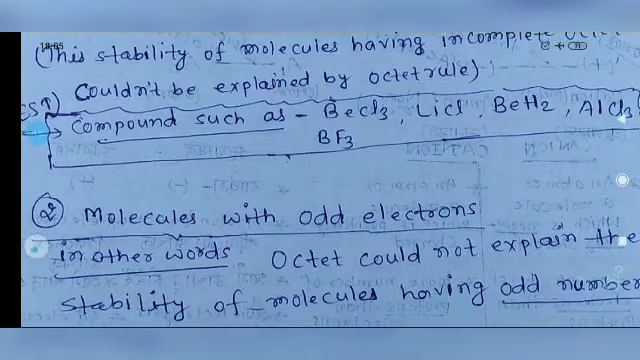 18:05
(This stability of molecules having incomplete
Couldn't be explained by octet rule)
Compound such as - BeCl3, LiCl, BeH2, AlCl3
BF3
② Molecules with odd electrons
in other words Octet could not explain the
stability of molecules having odd number